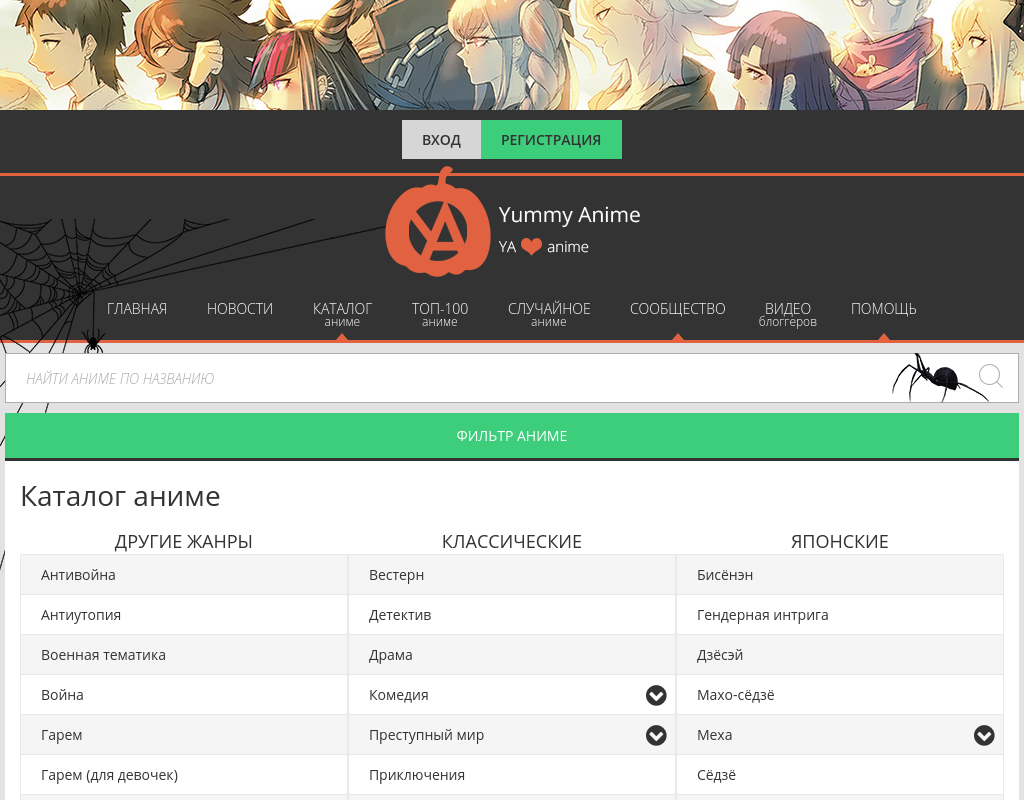 ВХОД РЕГИСТРАЦИЯ
Yummy Anime
YA anime
ГЛАВНАЯ НОВОСТИ КАТАЛОГ ТОП-100 СЛУЧАЙНОЕ СООБЩЕСТВО ВИДЕО ПОМОЩЬ
аниме аниме аниме блоггеров
НАЙТИ АНИМЕ ПО НАЗВАНИЮ
ФИЛЬТР АНИМЕ
Каталог аниме
ДРУГИЕ ЖАНРЫ КЛАССИЧЕСКИЕ ЯПОНСКИЕ
Антивойна Вестерн Бисёнэн
Антиутопия Детектив Гендерная интрига
Военная тематика Драма Дзёсэй
Война Комедия Махо-сёдзё
Гарем Преступный мир Меха
Гарем (для девочек) Приключения Сёдзё